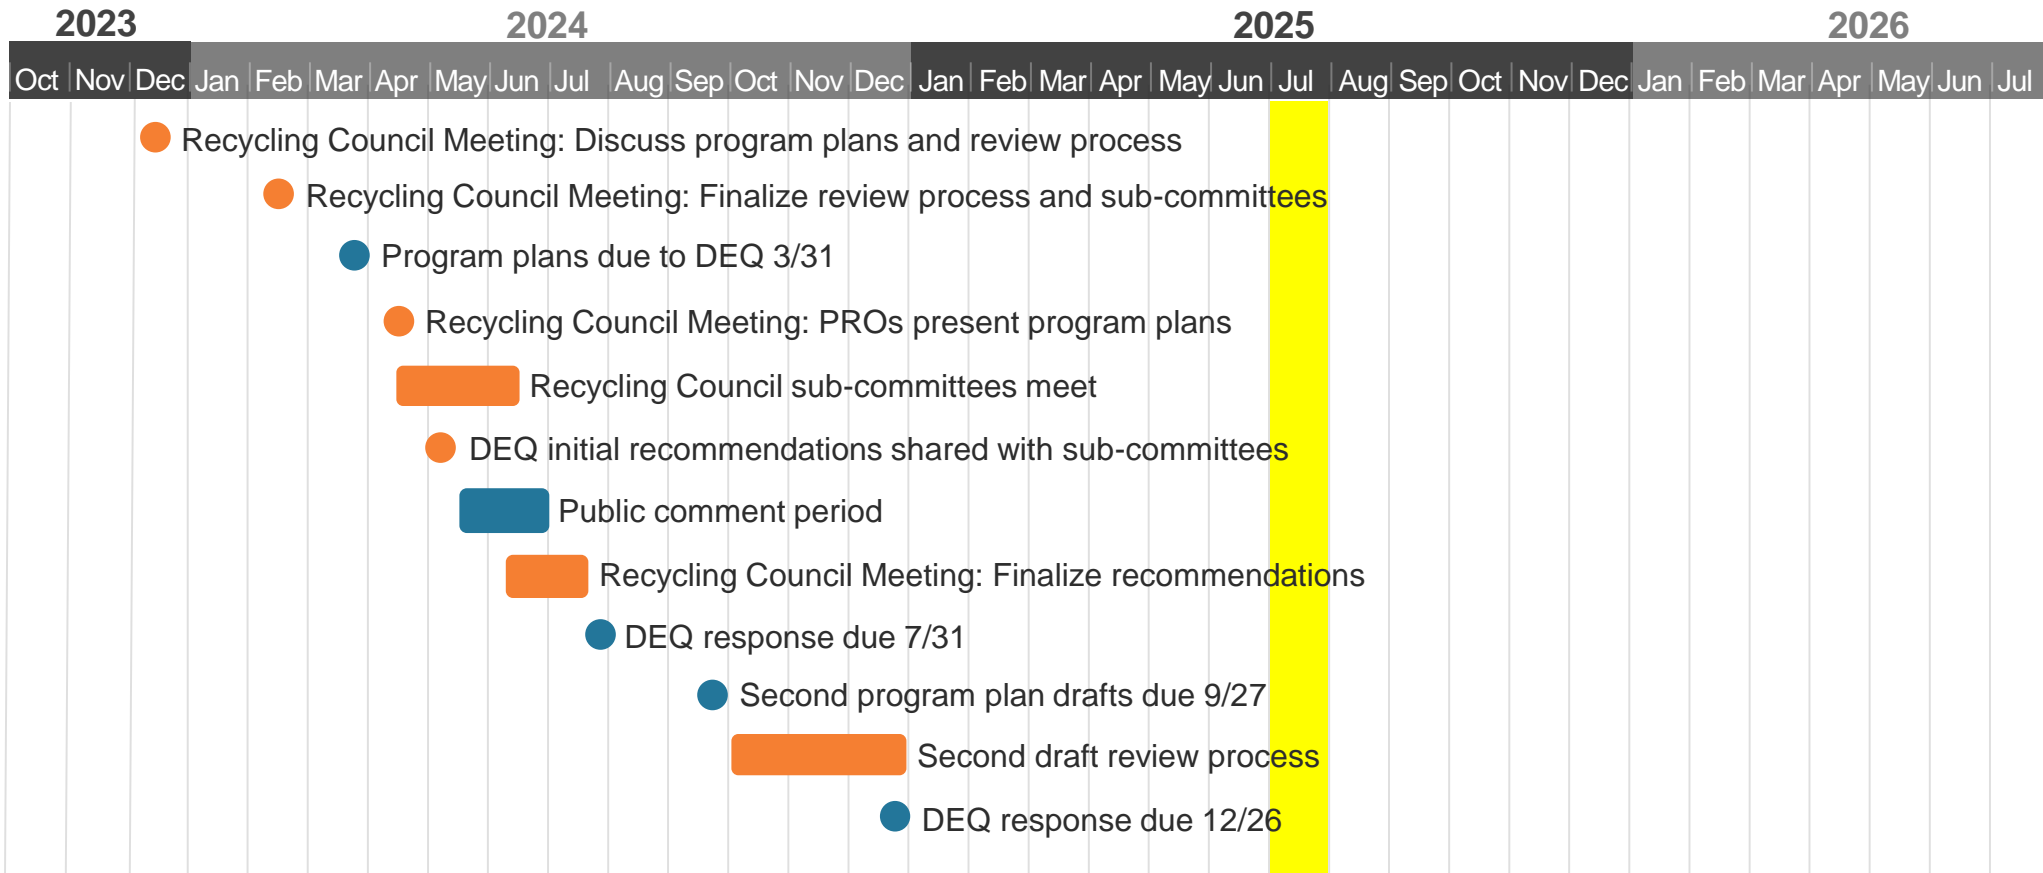 2023 2024 2025 2026
Oct Nov Dec Jan Feb Mar Apr May Jun Jul Aug Sep Oct Nov Dec Jan Feb Mar Apr May Jun Jul Aug Sep Oct Nov Dec Jan Feb Mar Apr May Jun Jul
Recycling Council Meeting: Discuss program plans and review process
Recycling Council Meeting: Finalize review process and sub-committees
Program plans due to DEQ 3/31
Recycling Council Meeting: PROs present program plans
Recycling Council sub-committees meet
DEQ initial recommendations shared with sub-committees
Public comment period
Recycling Council Meeting: Finalize recommendations
DEQ response due 7/31
Second program plan drafts due 9/27
Second draft review process
DEQ response due 12/26